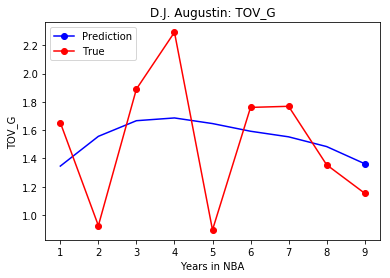 D.J. Augustin: TOV_G
Prediction
True
TOV_G
2.2
2.0
1.8
1.6
1.4
1.2
1.0
1 2 3 4 5 6 7 8 9
Years in NBA